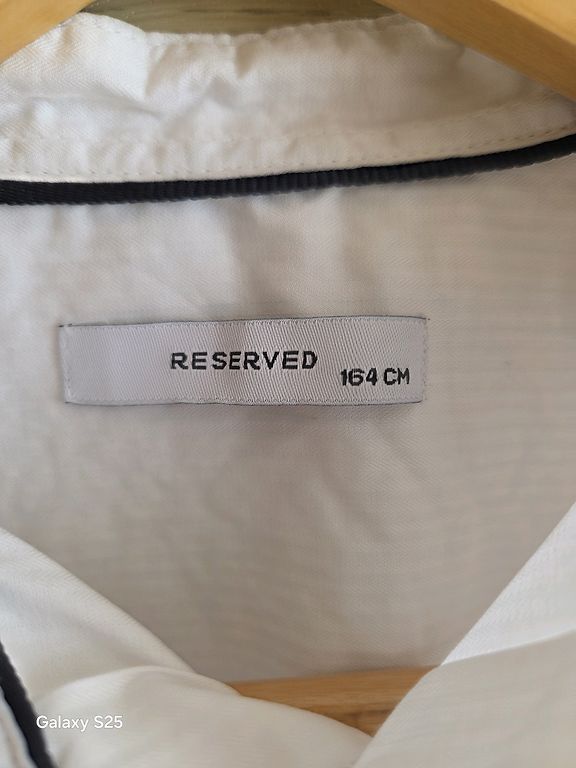 RESERVED
164 CM
Galaxy S25